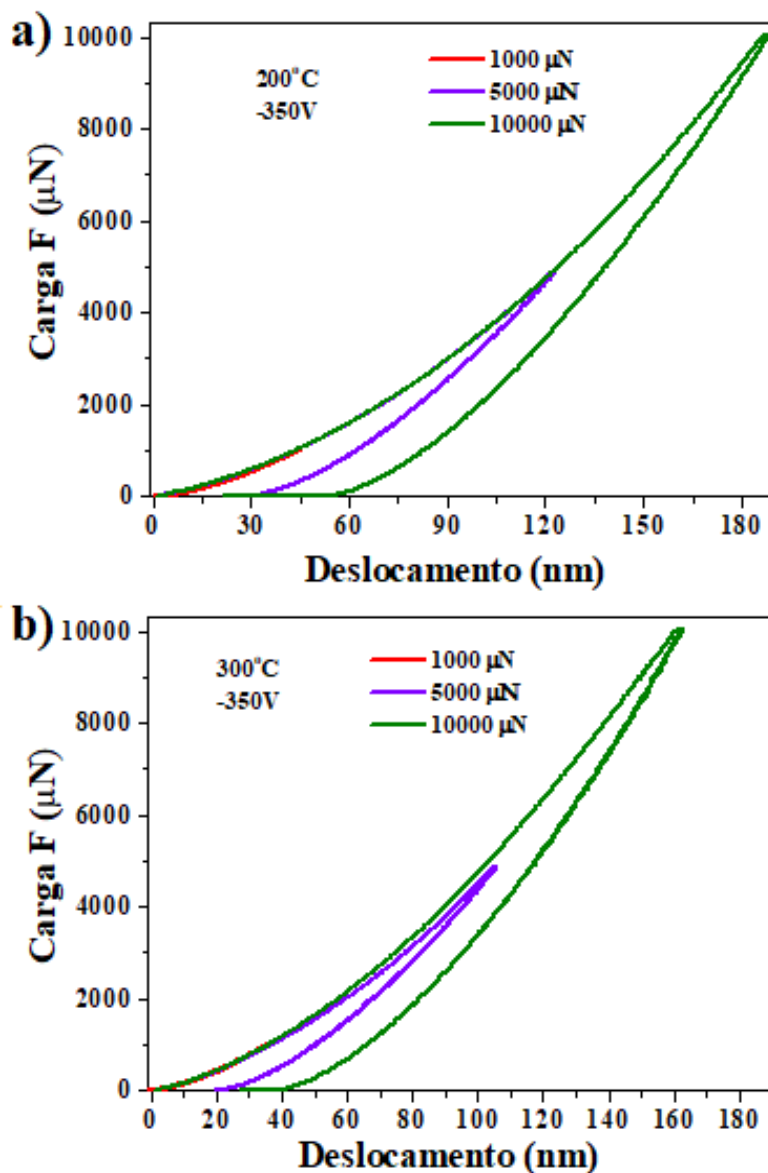 a)
10000
8000
6000
4000
2000
0
Carga F (μN)
200°C
-350V
1000 μN
5000 μN
10000 μN
0 30 60 90 120 150 180
Deslocamento (nm)
b)
10000
8000
6000
4000
2000
0
Carga F (μN)
300°C
-350V
1000 μN
5000 μN
10000 μN
0 20 40 60 80 100 120 140 160 180
Deslocamento (nm)